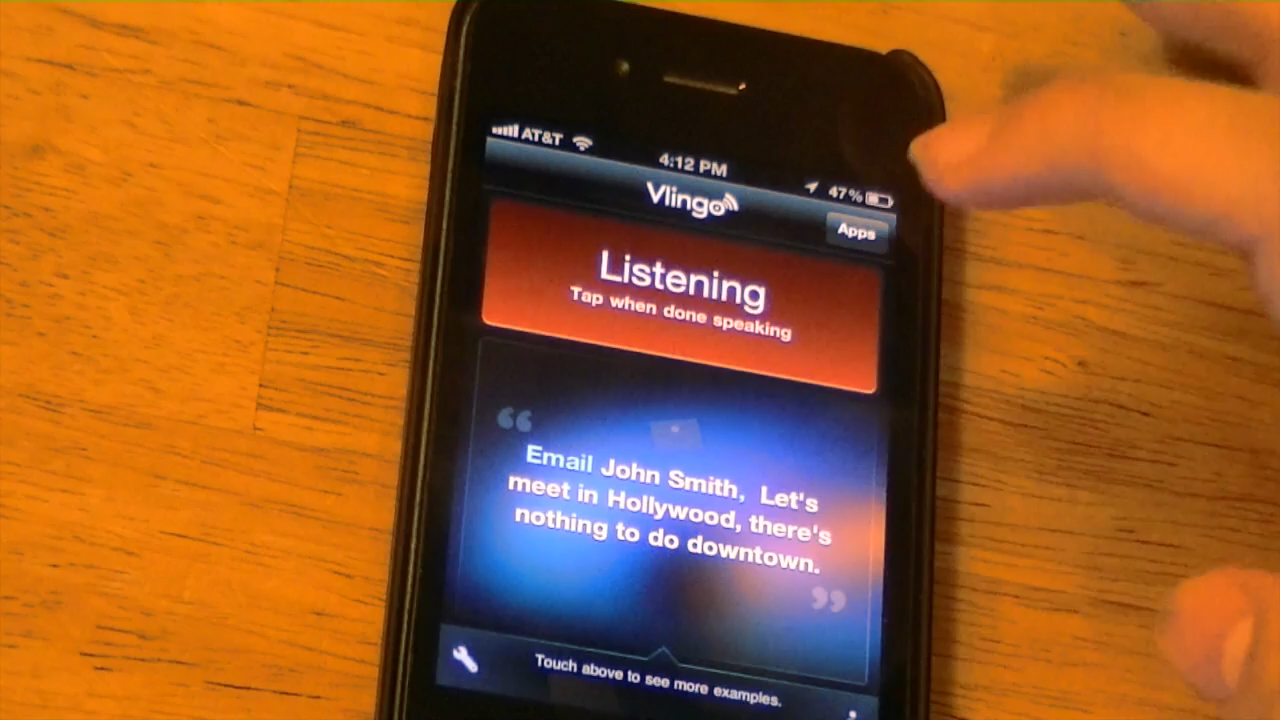 AT&T 4:12 PM 47%
Vlingo
Apps
Listening
Tap when done speaking
“
Email John Smith,  Let's
meet in Hollywood, there's
nothing to do downtown.
”
Touch above to see more examples.